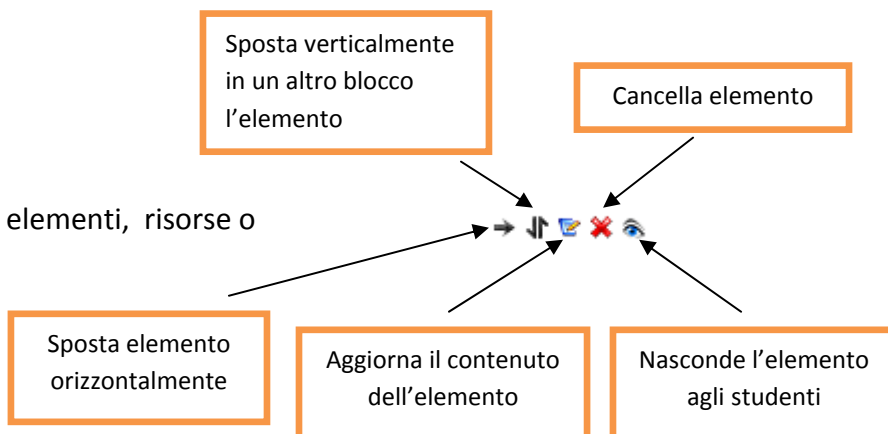 Sposta verticalmente
in un altro blocco
l’elemento
Cancella elemento
elementi, risorse o
Sposta elemento
orizzontalmente
Aggiorna il contenuto
dell’elemento
Nasconde l’elemento
agli studenti